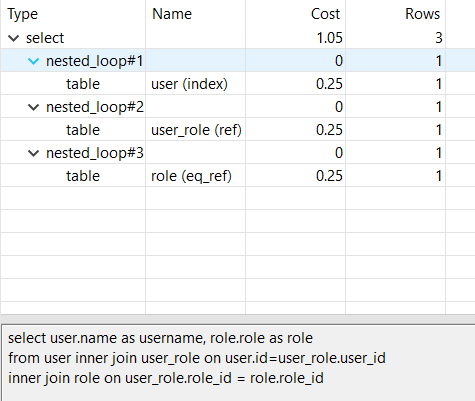 Type Name Cost Rows
select 1.05 3
nested_loop#1 0 1
table user (index) 0.25 1
nested_loop#2 0 1
table user_role (ref) 0.25 1
nested_loop#3 0 1
table role (eq_ref) 0.25 1
select user.name as username, role.role as role
from user inner join user_role on user.id=user_role.user_id
inner join role on user_role.role_id = role.role_id